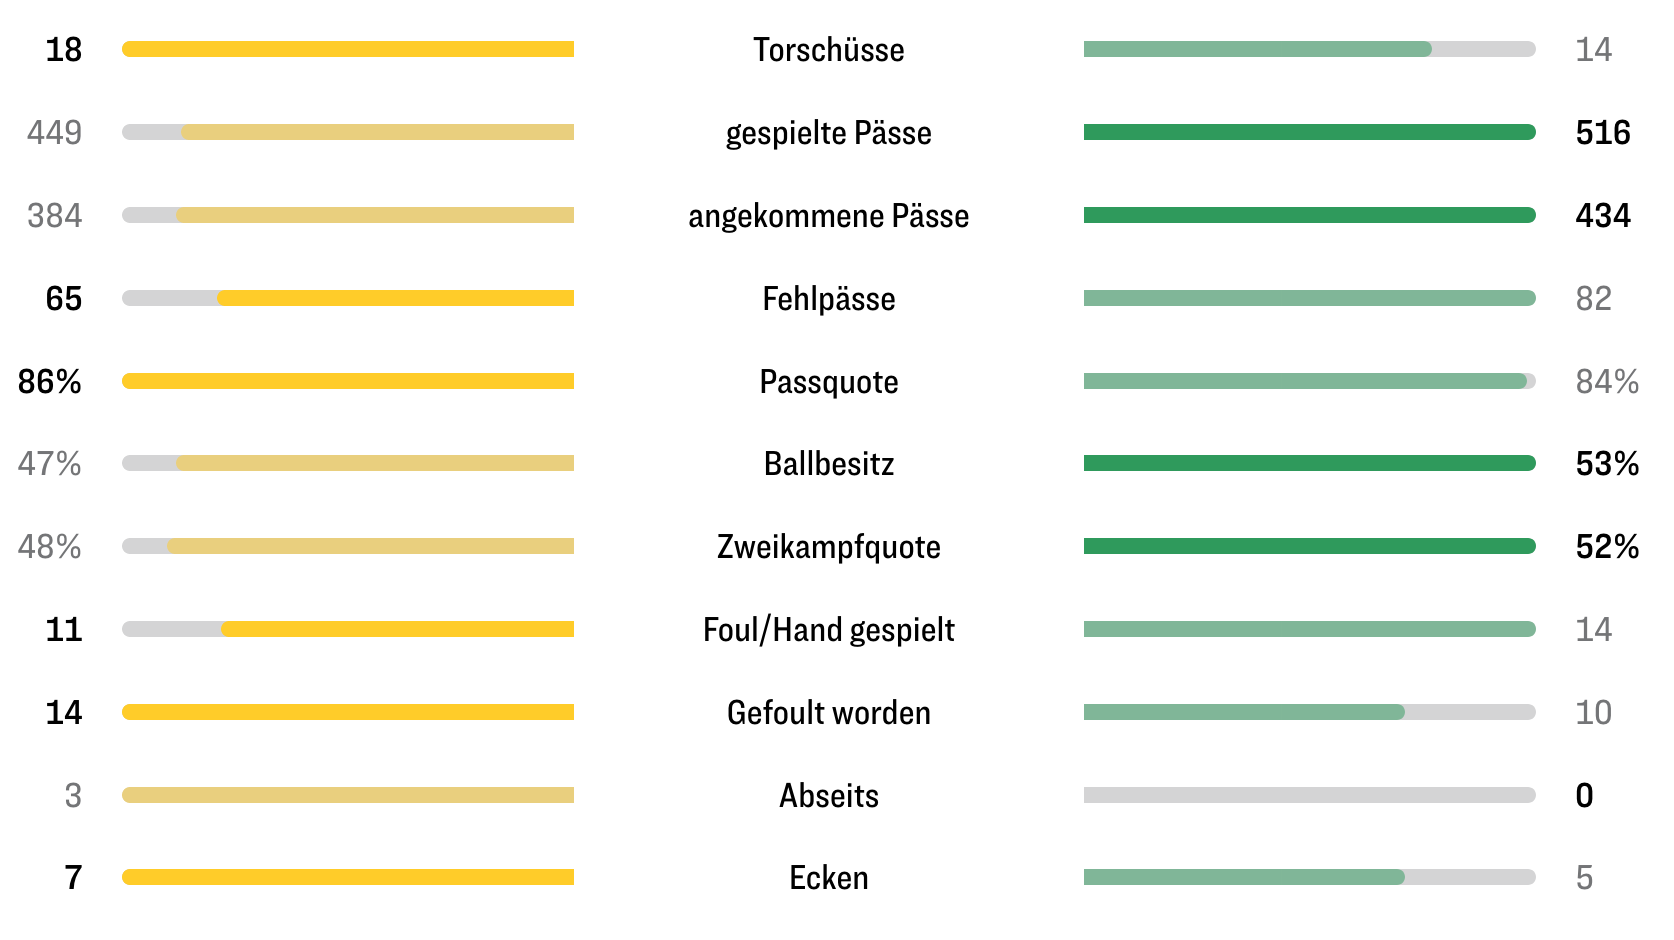 18 Torschüsse 14
449 gespielte Pässe 516
384 angekommene Pässe 434
65 Fehlpässe 82
86% Passquote 84%
47% Ballbesitz 53%
48% Zweikampfquote 52%
11 Foul/Hand gespielt 14
14 Gefoult worden 10
3 Abseits 0
7 Ecken 5